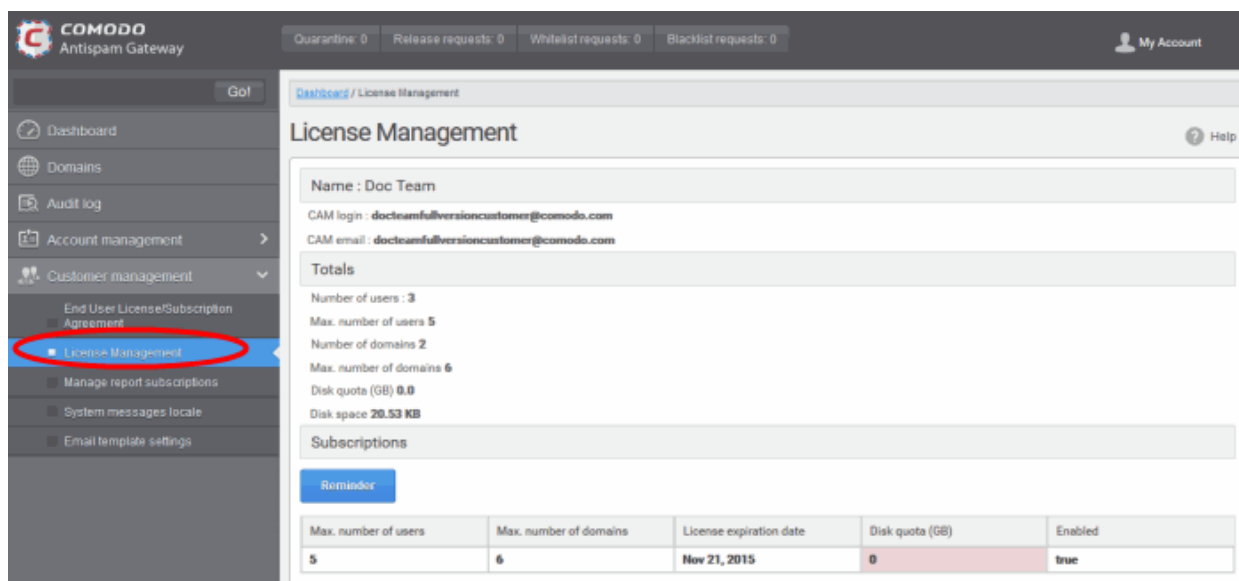 COMODO
Antispam Gateway
Quarantine: 0 Release requests: 0 Whitelist requests: 0 Blacklist requests: 0
My Account
Go!
Dashboard
Domains
Audit log
Account management
Customer management
End User License/Subscription
Agreement
License Management
Manage report subscriptions
System messages locale
Email template settings
Dashboard / License Management
License Management
Help
Name : Doc Team
CAM login : docteamfullversioncustomer@comodo.com
CAM email : docteamfullversioncustomer@comodo.com
Totals
Number of users : 3
Max. number of users 5
Number of domains 2
Max. number of domains 6
Disk quota (GB) 0.0
Disk space 20.53 KB
Subscriptions
Reminder
Max. number of users Max. number of domains License expiration date Disk quota (GB) Enabled
5 6 Nov 21, 2015 0 true